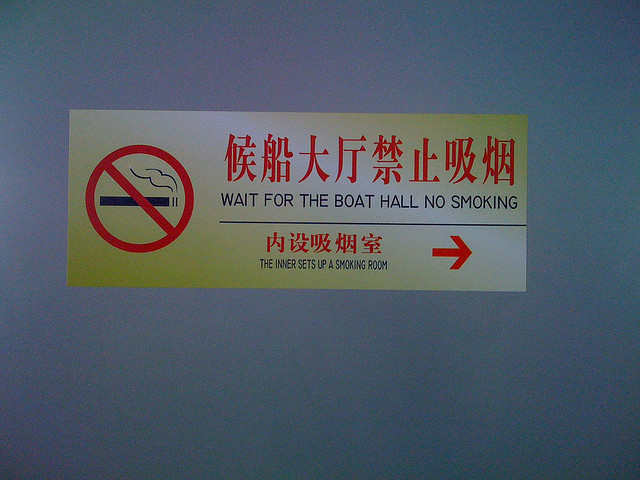 候船大厅禁止吸烟
WAIT FOR THE BOAT HALL NO SMOKING
内设吸烟室
THE INNER SETS UP A SMOKING ROOM